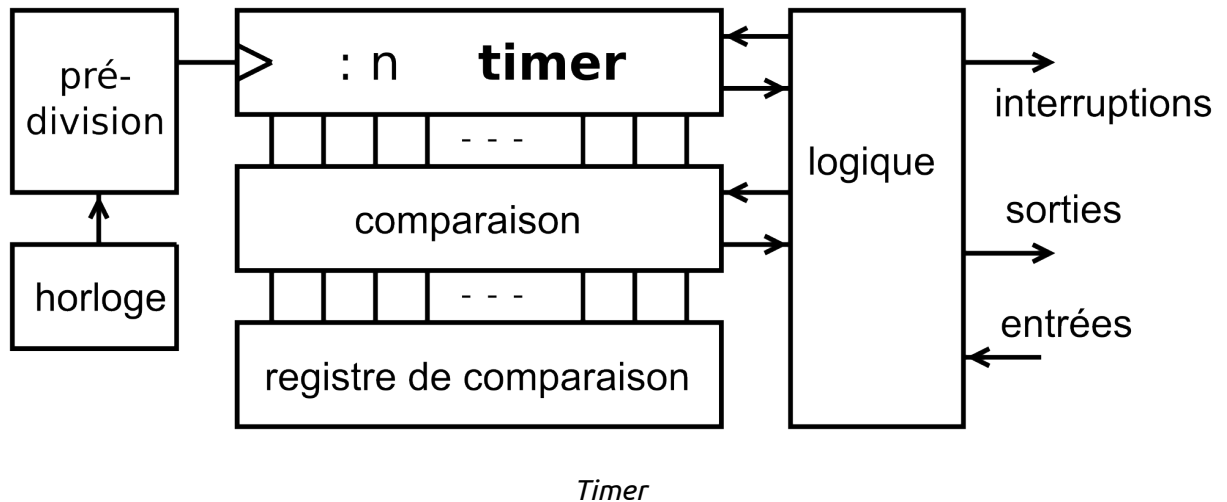 pré-
division
: n timer
- - -
comparaison
- - -
registre de comparaison
horloge
logique
interruptions
sorties
entrées
Timer